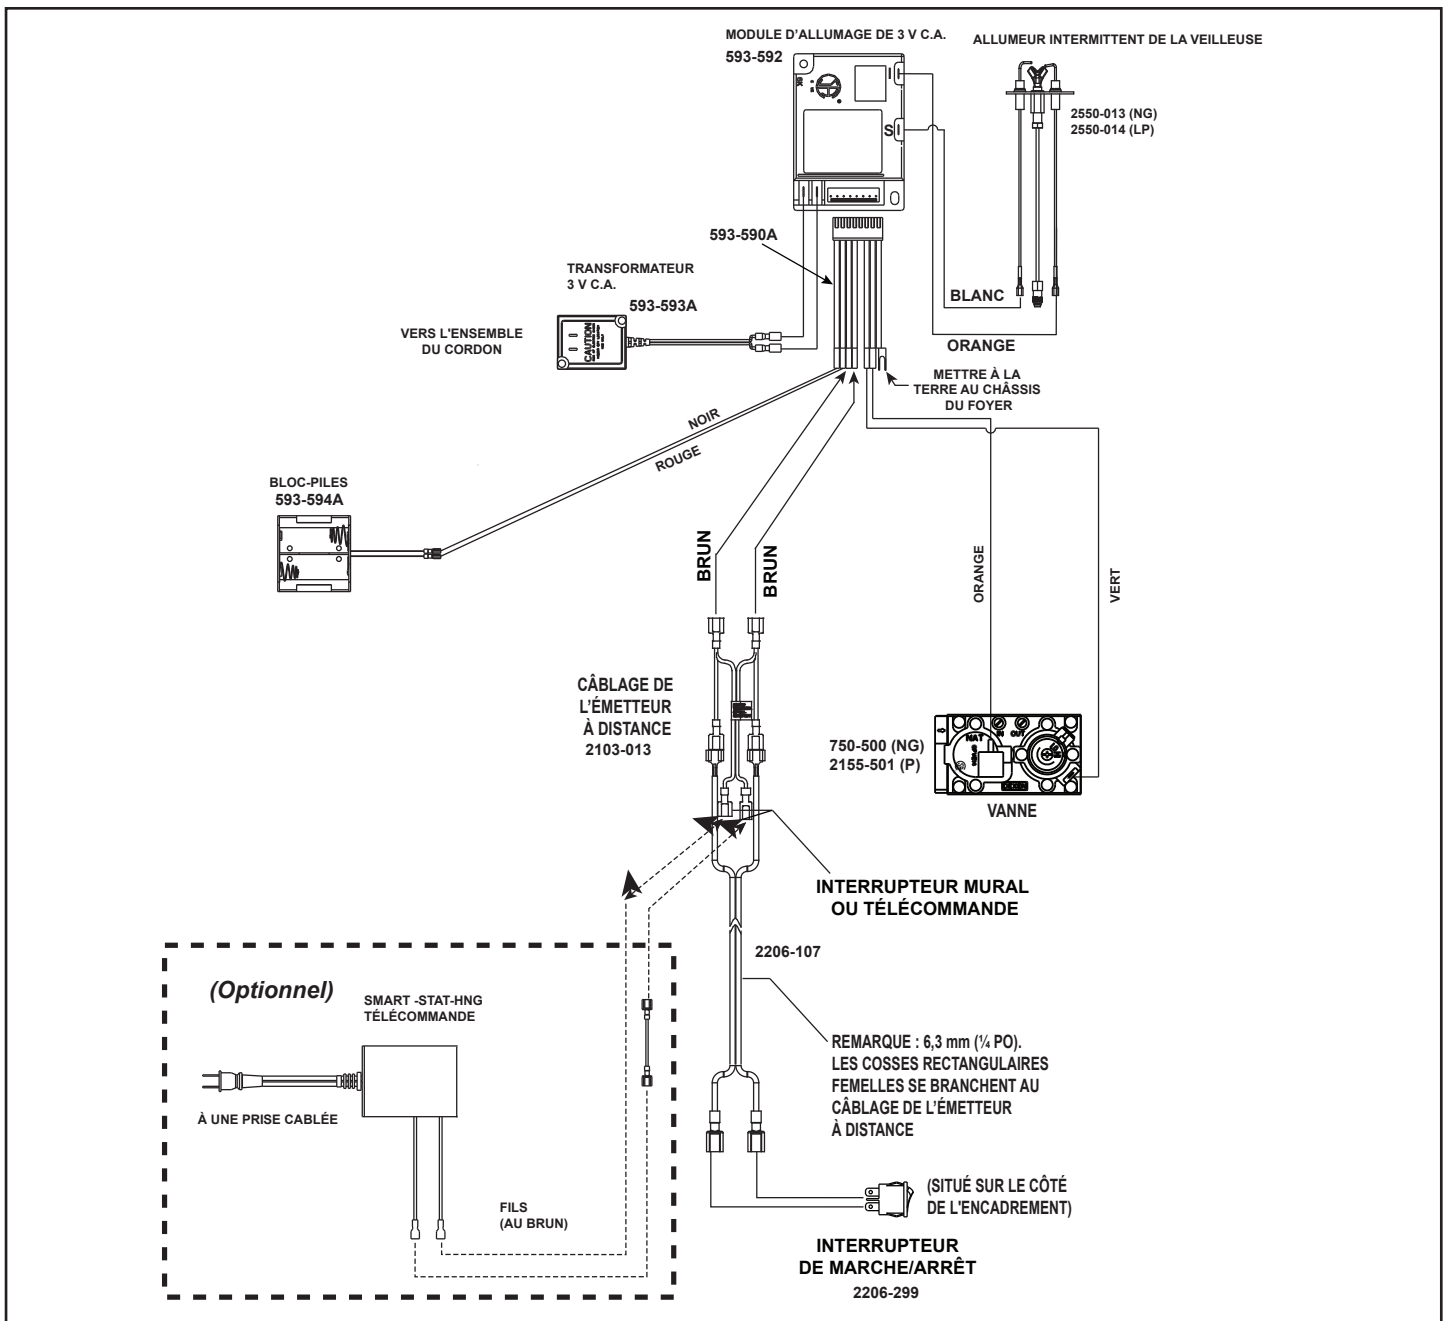 MODULE D'ALLUMAGE DE 3 V C.A.
593-592
ALLUMEUR INTERMITTENT DE LA VEILLEUSE
I
S
2550-013 (NG)
2550-014 (LP)
593-590A
TRANSFORMATEUR
3 V C.A.
593-593A
CAUTION
VERS L'ENSEMBLE
DU CORDON
BLANC
ORANGE
METTRE À LA
TERRE AU CHÂSSIS
DU FOYER
NOIR
ROUGE
BLOC-PILES
593-594A
BRUN
BRUN
ORANGE
VERT
CÂBLAGE DE
L'ÉMETTEUR
À DISTANCE
2103-013
750-500 (NG)
2155-501 (P)
NAT
IN
OUT
VANNE
INTERRUPTEUR MURAL
OU TÉLÉCOMMANDE
2206-107
(Optionnel)
SMART -STAT-HNG
TÉLÉCOMMANDE
À UNE PRISE CABLÉE
FILS
(AU BRUN)
REMARQUE : 6,3 mm (¼ PO).
LES COSSES RECTANGULAIRES
FEMELLES SE BRANCHENT AU
CÂBLAGE DE L'ÉMETTEUR
À DISTANCE
(SITUÉ SUR LE CÔTÉ
DE L'ENCADREMENT)
INTERRUPTEUR
DE MARCHE/ARRÊT
2206-299